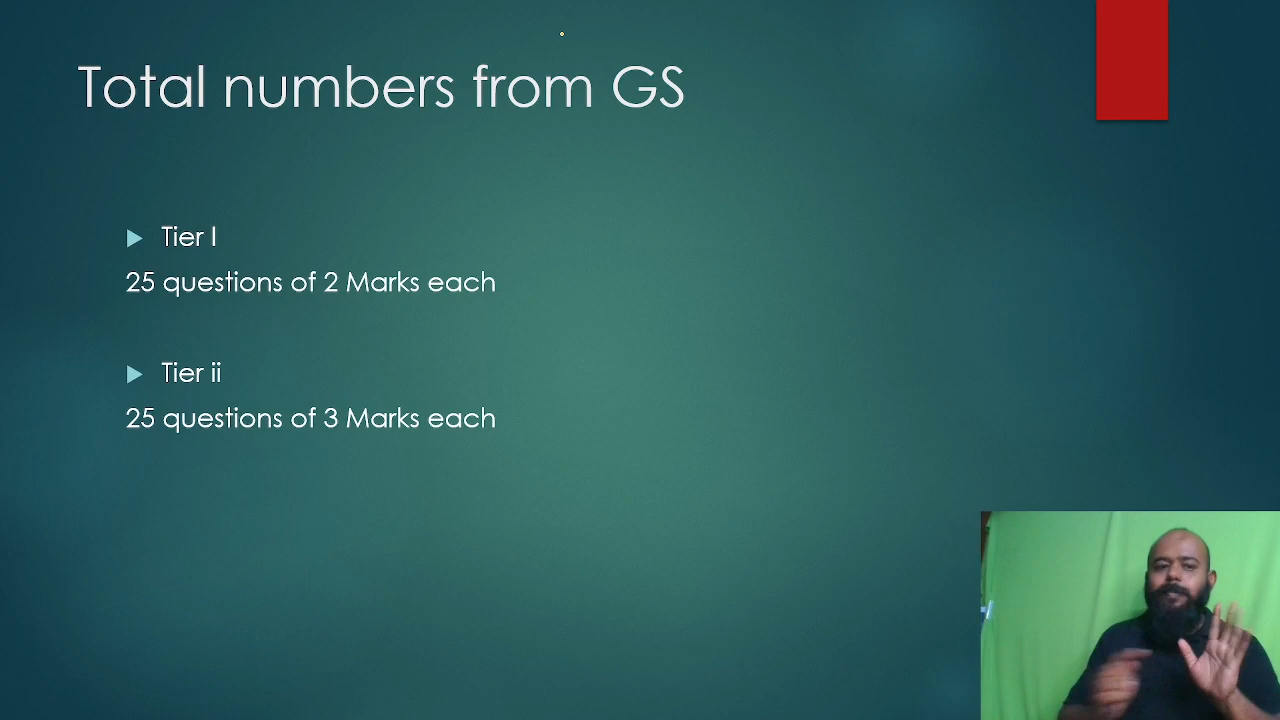 Total numbers from GS
Tier I
25 questions of 2 Marks each
Tier ii
25 questions of 3 Marks each